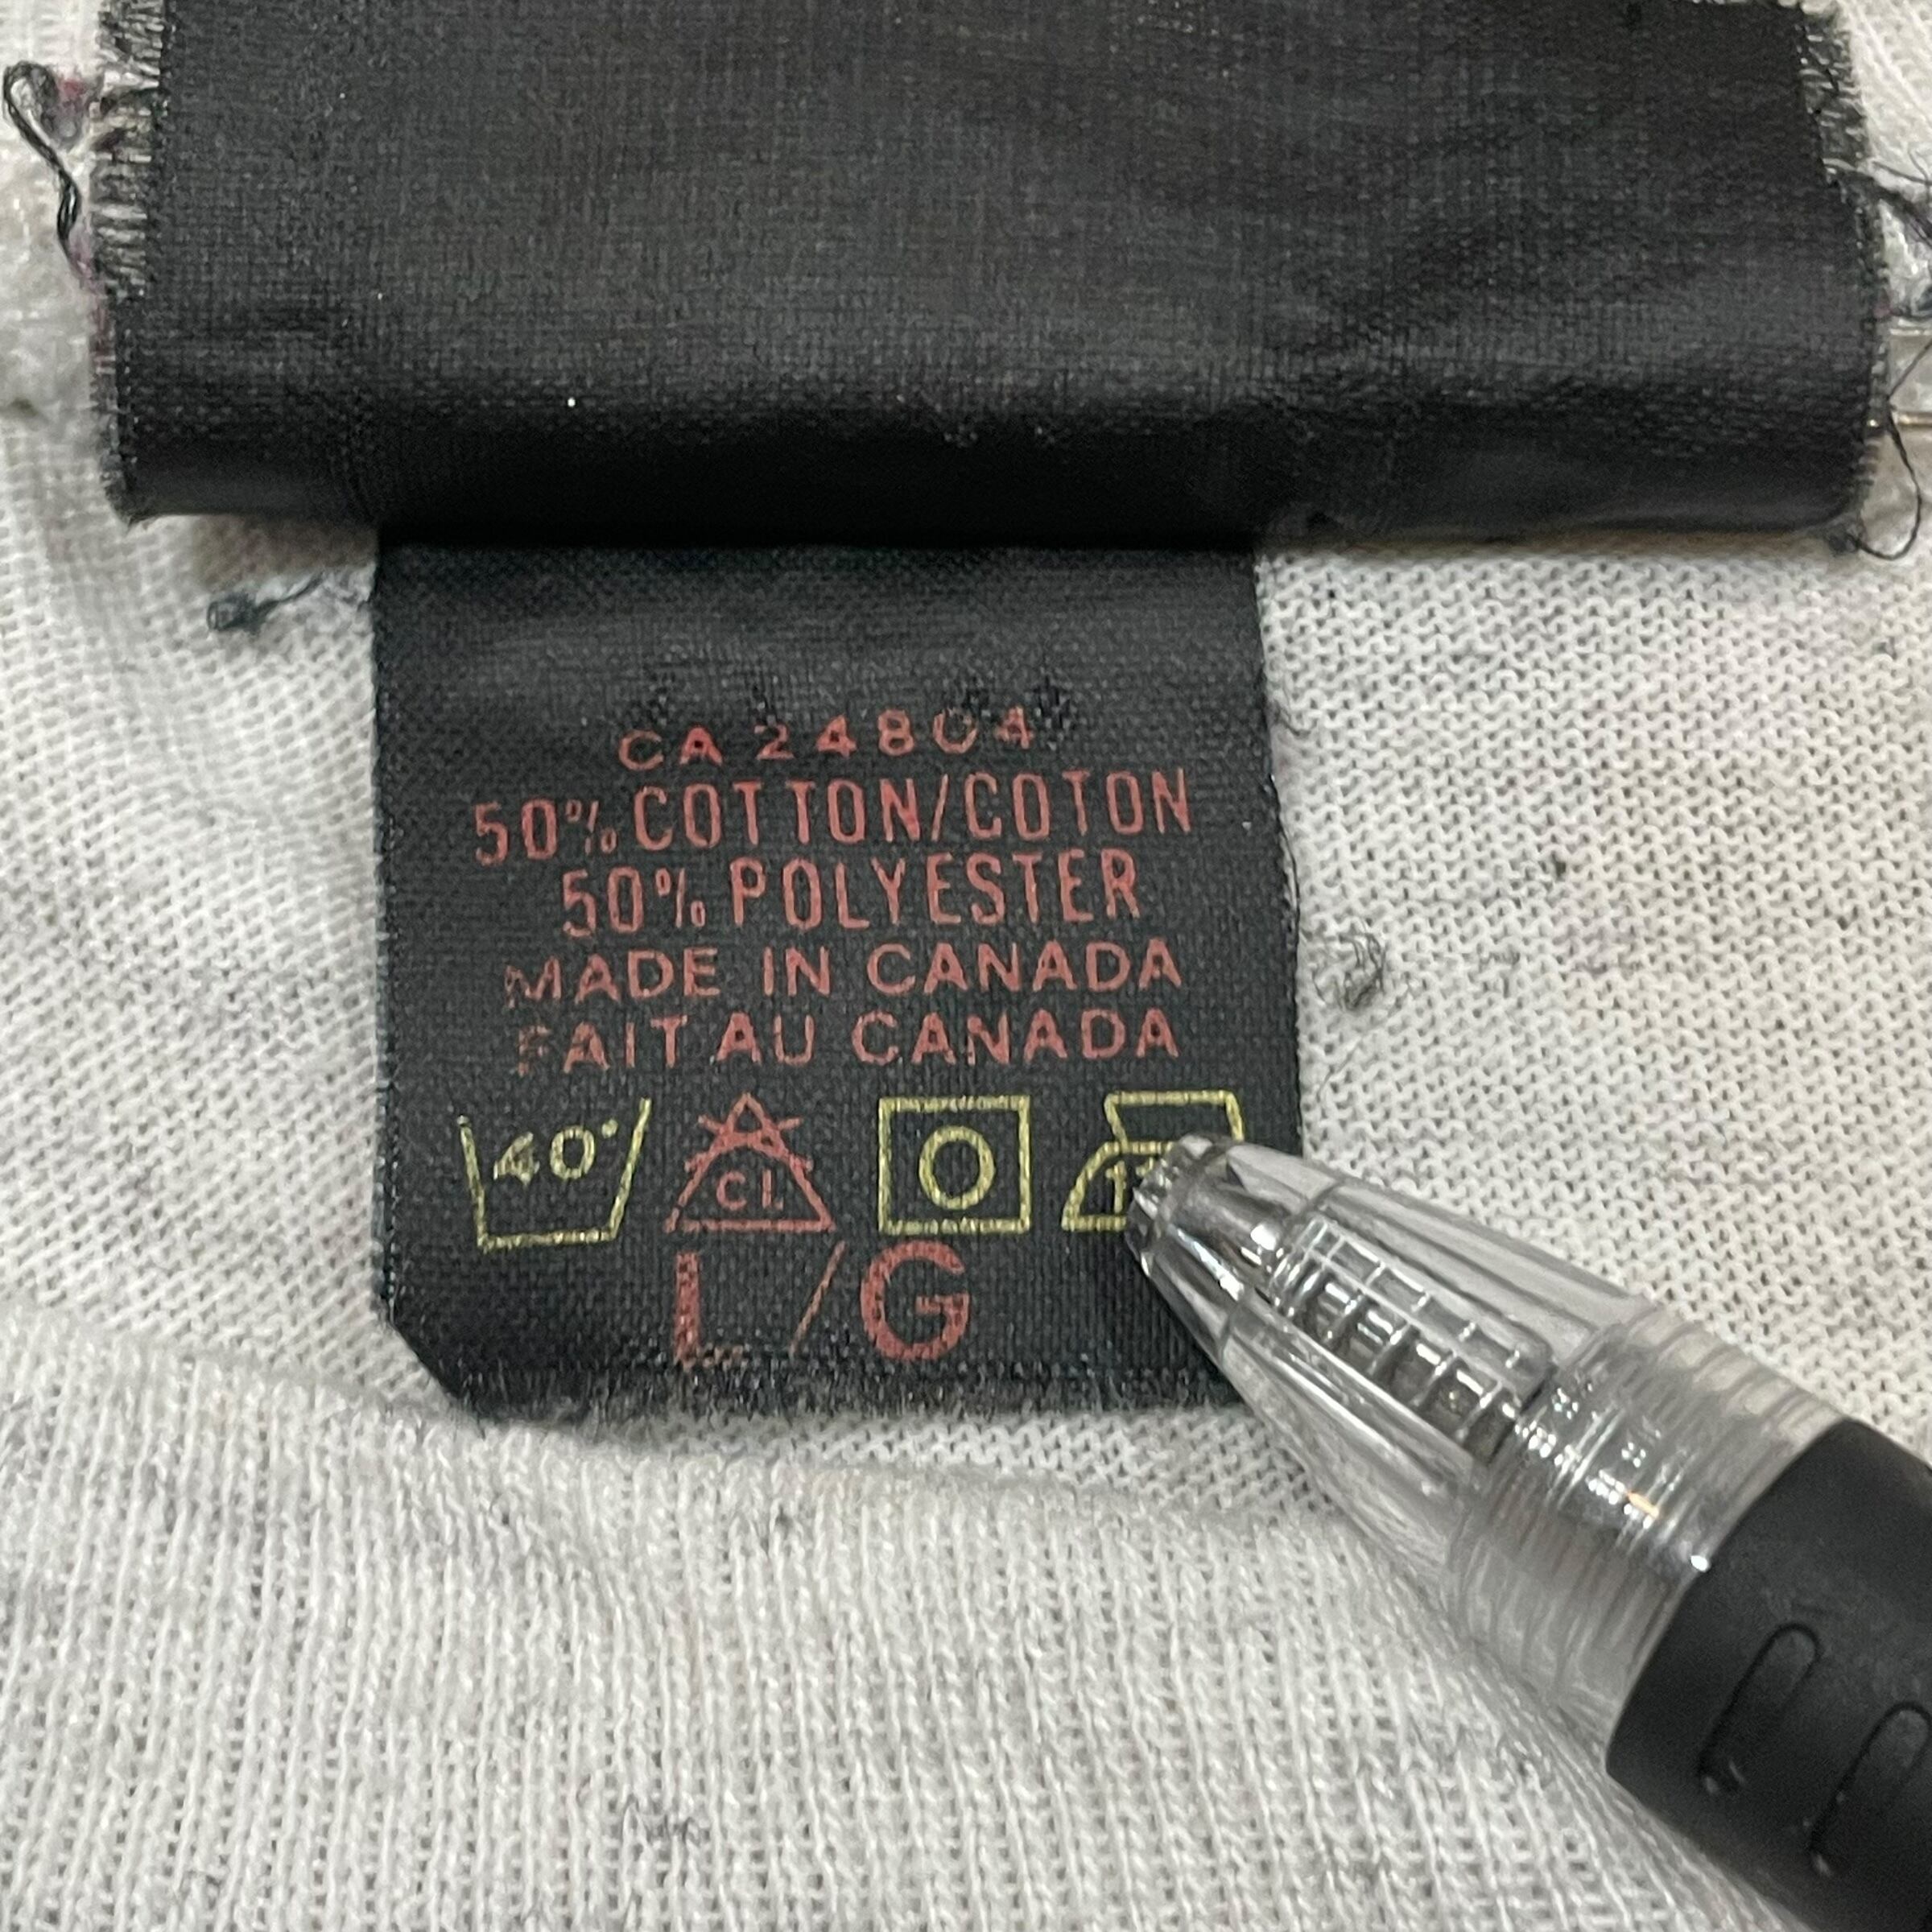 CA 24804
50% COTTON/COTON
50% POLYESTER
MADE IN CANADA
FAIT AU CANADA
40° CL
L/G